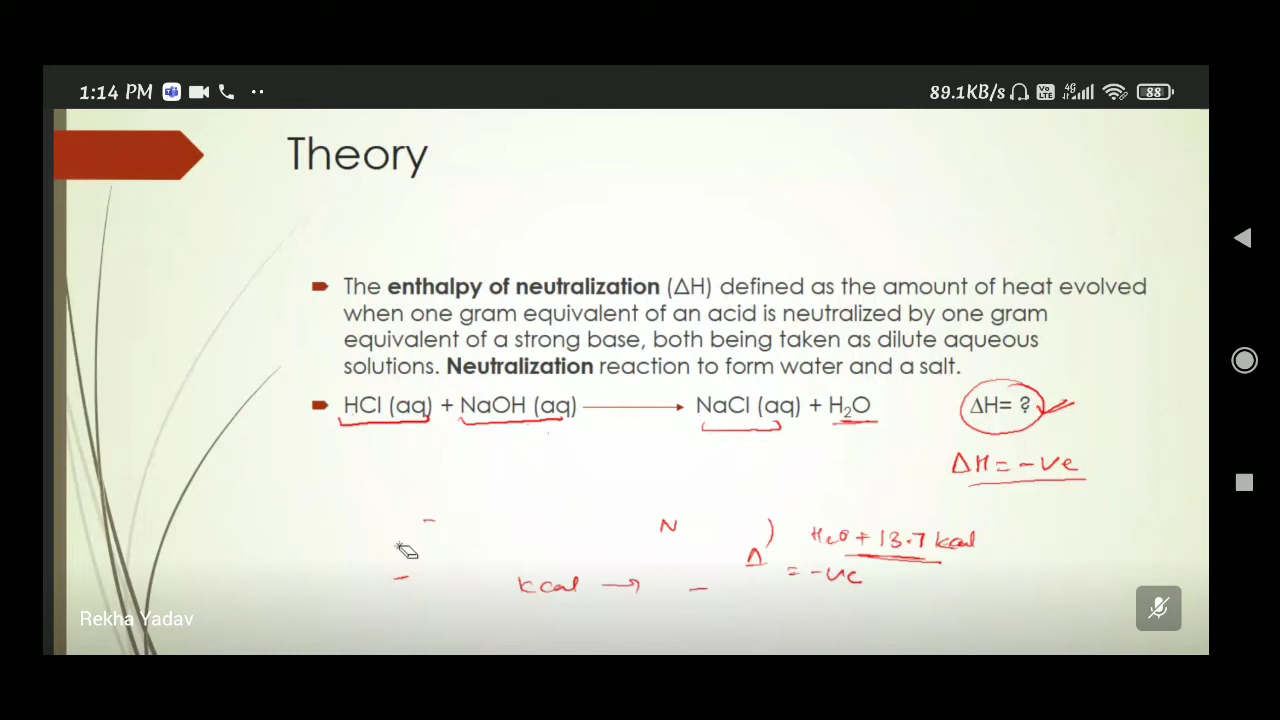 1:14 PM
89.1KB/s Vo LTE 4G 88
Theory
The enthalpy of neutralization (ΔH) defined as the amount of heat evolved
when one gram equivalent of an acid is neutralized by one gram
equivalent of a strong base, both being taken as dilute aqueous
solutions. Neutralization reaction to form water and a salt.
HCl (aq) + NaOH (aq) ⟶ NaCl (aq) + H₂O ΔH= ?
ΔH = -ve
N ) H₂O + 13.7 kcal
Δ = -ve
kcal → -
Rekha Yadav